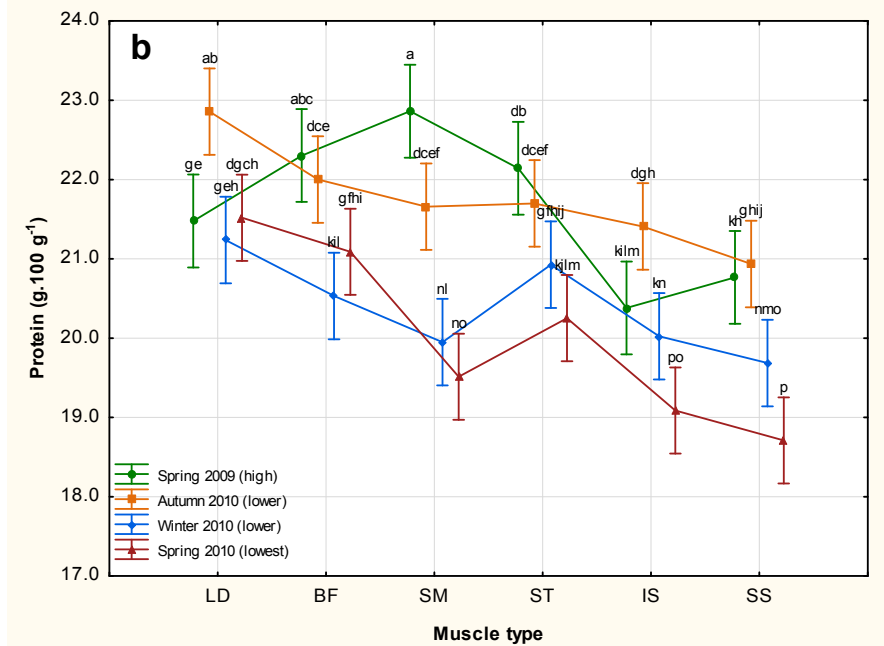 b
Protein (g.100 g-1)
24.0
23.0
22.0
21.0
20.0
19.0
18.0
17.0
ab
a
abc
db
dce
dcef
dcef
ge
dgch
geh
gfhi
dgh
gfhij
kh
ghij
kil
kilm
kjlm
nl
no
kn
nmo
po
p
Spring 2009 (high)
Autumn 2010 (lower)
Winter 2010 (lower)
Spring 2010 (lowest)
LD BF SM ST IS SS
Muscle type